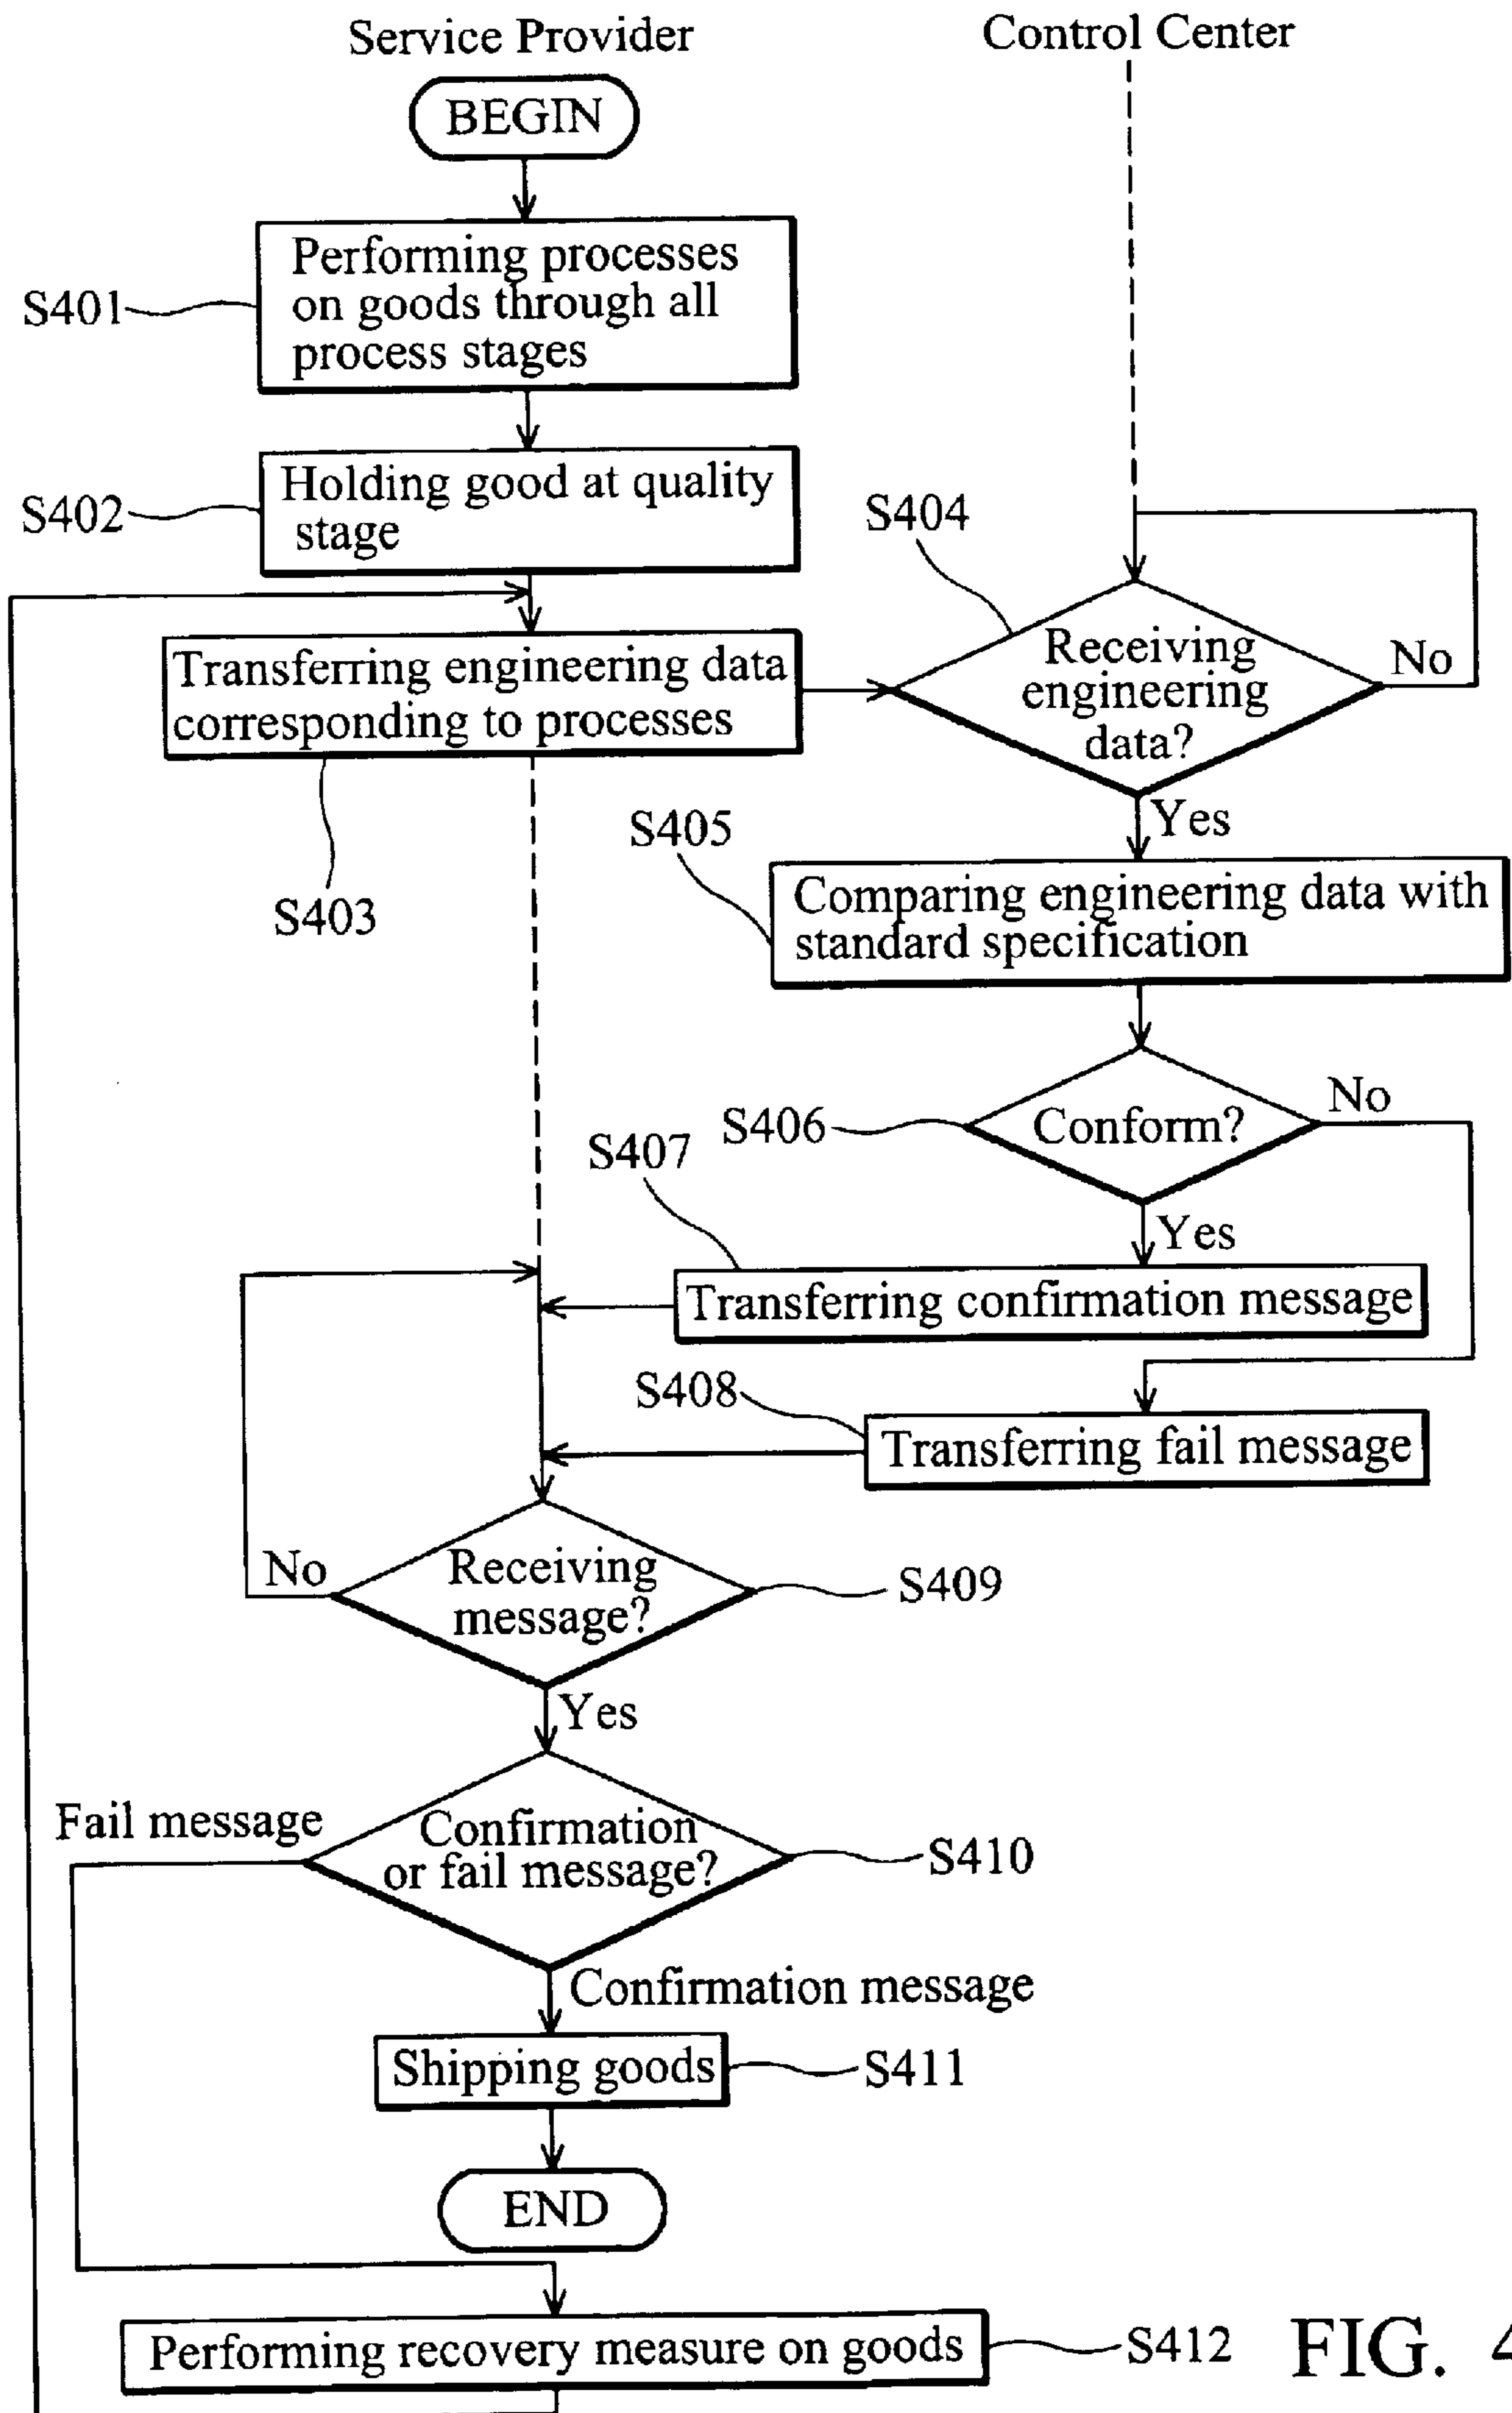 Service Provider
Control Center
BEGIN
Performing processes
on goods through all
process stages
S401
Holding good at quality
stage
S402
S404
Receiving
engineering
data?
No
Transferring engineering data
corresponding to processes
Yes
S405
S403
Comparing engineering data with
standard specification
No
S406
Conform?
S407
Yes
Transferring confirmation message
S408
Transferring fail message
No
Receiving
message?
S409
Yes
Fail message
Confirmation
or fail message?
S410
Confirmation message
Shipping goods
S411
END
Performing recovery measure on goods
S412
FIG. 4